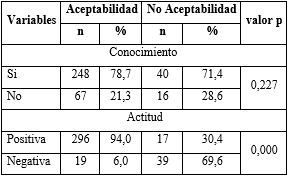 Variables Aceptabilidad No Aceptabilidad valor p
n % n %
Conocimiento
Si 248 78,7 40 71,4 0,227
No 67 21,3 16 28,6
Actitud
Positiva 296 94,0 17 30,4 0,000
Negativa 19 6,0 39 69,6